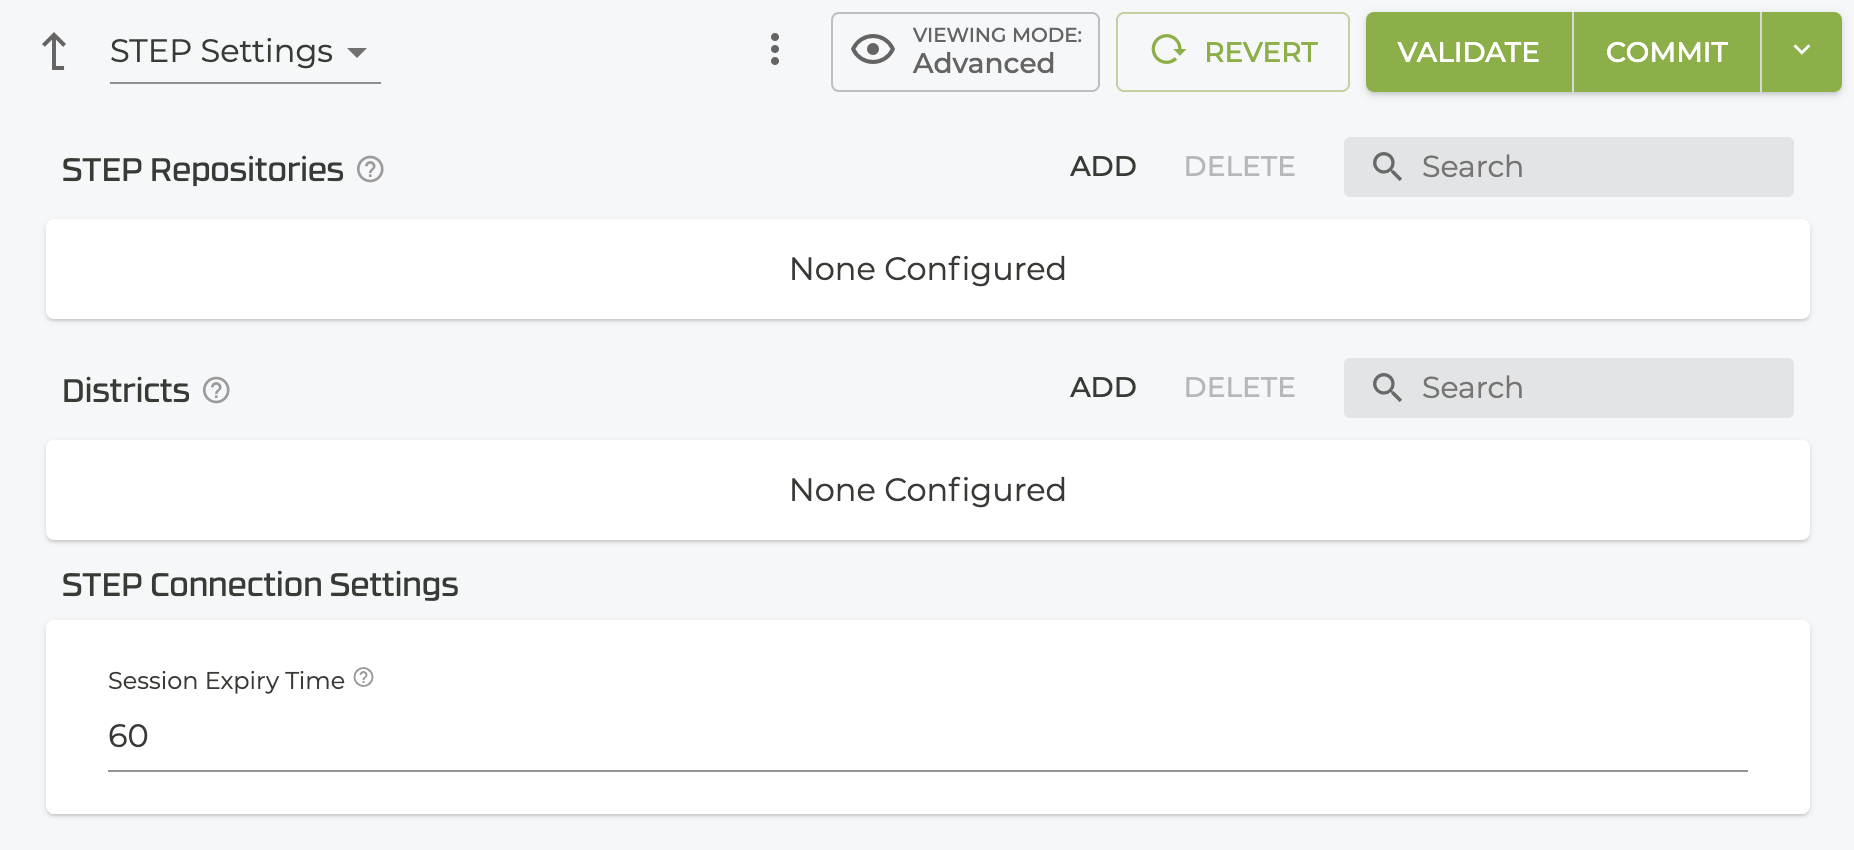 STEP Settings
VIEWING MODE:
Advanced
REVERT
VALIDATE
COMMIT
STEP Repositories
ADD
DELETE
Search
None Configured
Districts
ADD
DELETE
Search
None Configured
STEP Connection Settings
Session Expiry Time
60